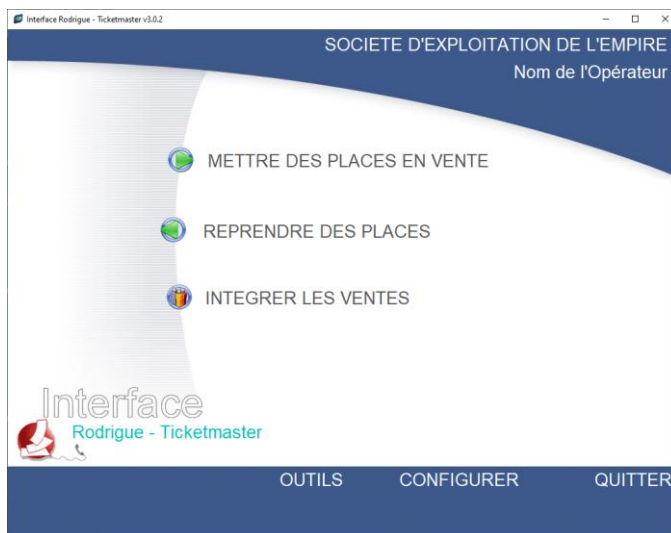 Interface Rodrigue - Ticketmaster v3.0.2
SOCIETE D'EXPLOITATION DE L'EMPIRE
Nom de l'Opérateur
METTRE DES PLACES EN VENTE
REPRENDRE DES PLACES
INTEGRER LES VENTES
Interface
Rodrigue - Ticketmaster
OUTILS CONFIGURER QUITTER